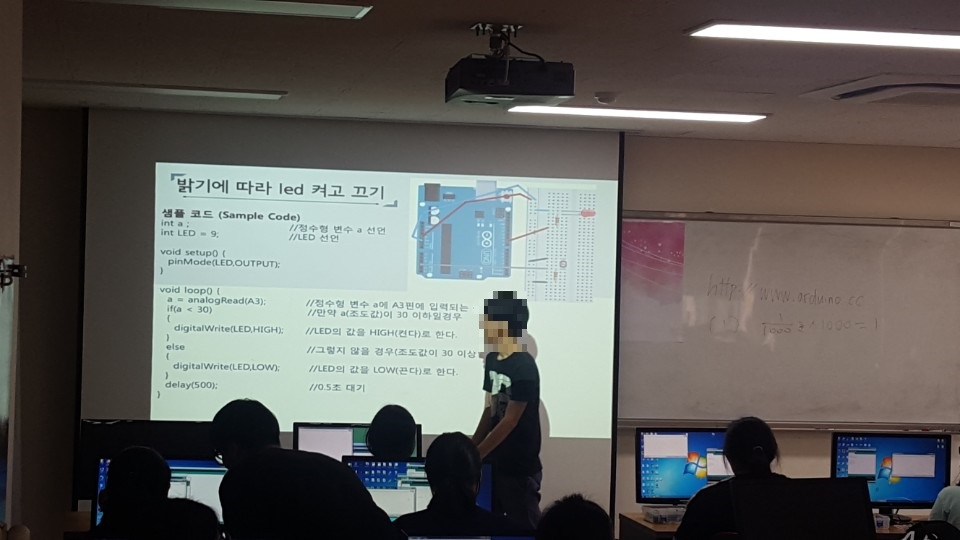 밝기에 따라 led 켜고 끄기
샘플 코드 (Sample Code)
int a ; //정수형 변수 a 선언
int LED = 9; //LED 선언
void setup() {
pinMode(LED,OUTPUT);
}
void loop() {
a = analogRead(A3); //정수형 변수 a에 A3핀에 입력되는
if(a < 30) //만약 a(조도값)이 30 이하일경우
{
digitalWrite(LED,HIGH); //LED의 값을 HIGH(켠다)로 한다.
}
else //그렇지 않을 경우(조도값이 30 이상
{
digitalWrite(LED,LOW); //LED의 값을 LOW(끈다)로 한다.
}
delay(500); //0.5초 대기
}
http://www.arduino.cc